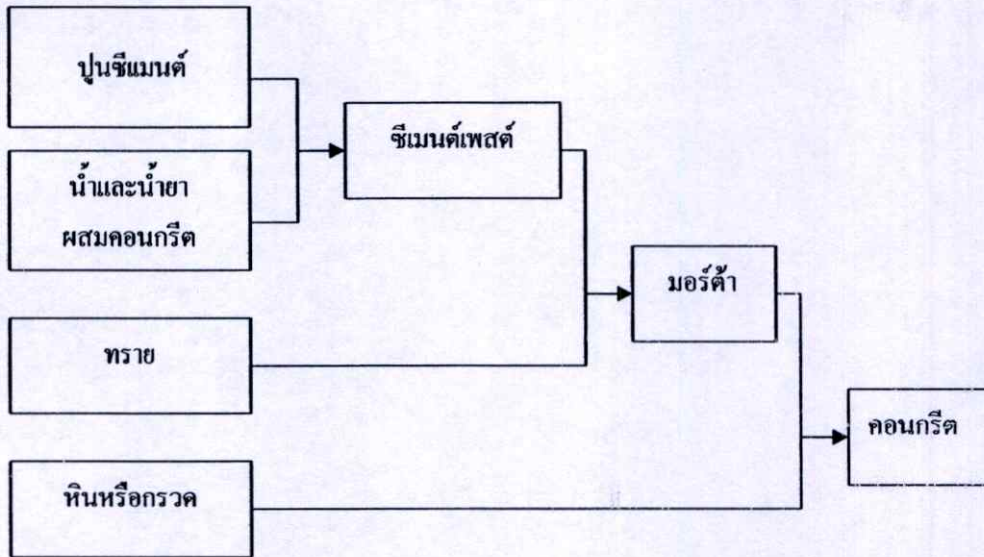 ปูนซีแมนต์
น้ำและน้ำยา
ผสมคอนกรีต
ซีเมนต์เพสต์
ทราย
มอร์ต้า
หินหรือกรวด
คอนกรีต